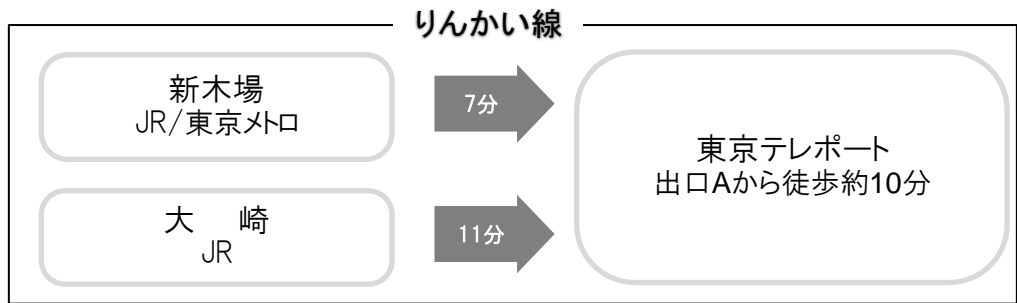 りんかい線
新木場
JR/東京メトロ
7分
大　崎
JR
11分
東京テレポート
出口Aから徒歩約10分